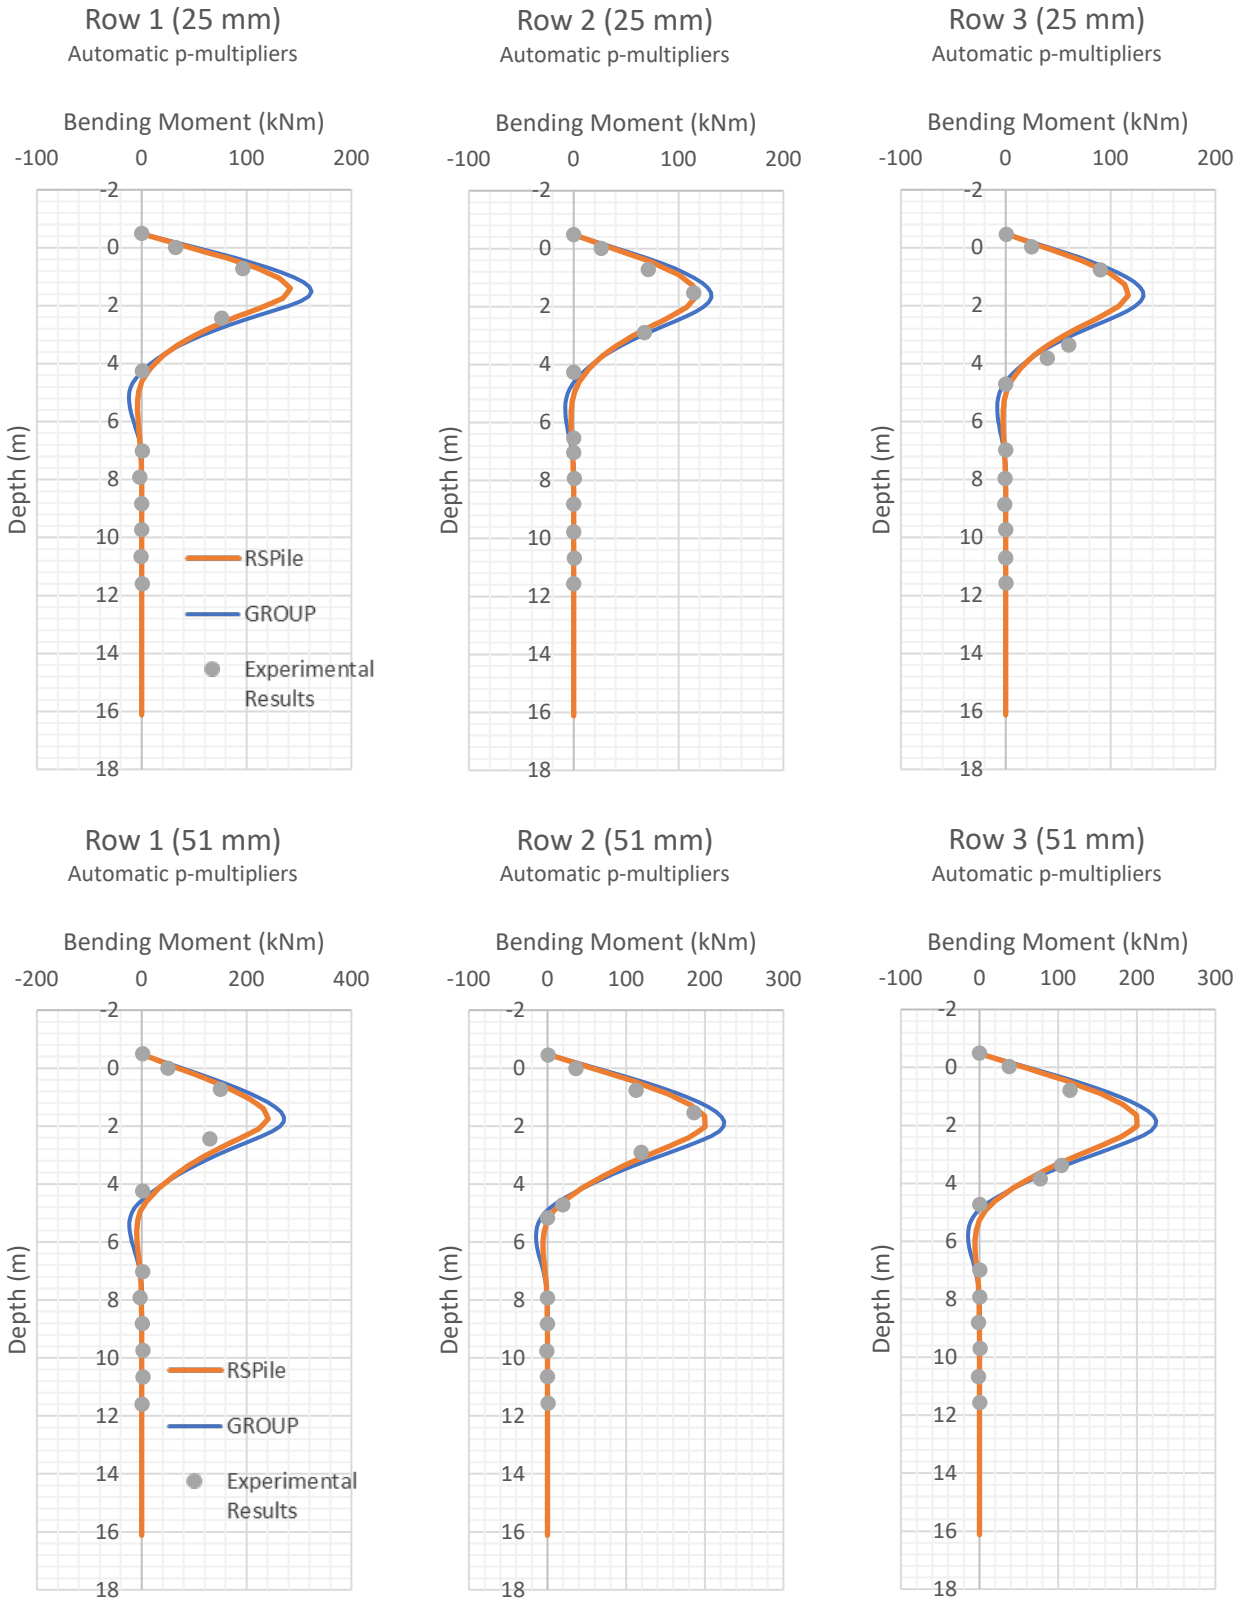 Row 1 (25 mm)
Automatic p-multipliers
Bending Moment (kNm)
-100 0 100 200
-2
0
2
4
6
8
10
12
14
16
18
Depth (m)
RSPile
GROUP
Experimental
Results
Row 2 (25 mm)
Automatic p-multipliers
Bending Moment (kNm)
-100 0 100 200
-2
0
2
4
6
8
10
12
14
16
18
Depth (m)
Row 3 (25 mm)
Automatic p-multipliers
Bending Moment (kNm)
-100 0 100 200
-2
0
2
4
6
8
10
12
14
16
18
Depth (m)
Row 1 (51 mm)
Automatic p-multipliers
Bending Moment (kNm)
-200 0 200 400
-2
0
2
4
6
8
10
12
14
16
18
Depth (m)
RSPile
GROUP
Experimental
Results
Row 2 (51 mm)
Automatic p-multipliers
Bending Moment (kNm)
-100 0 100 200 300
-2
0
2
4
6
8
10
12
14
16
18
Depth (m)
Row 3 (51 mm)
Automatic p-multipliers
Bending Moment (kNm)
-100 0 100 200 300
-2
0
2
4
6
8
10
12
14
16
18
Depth (m)